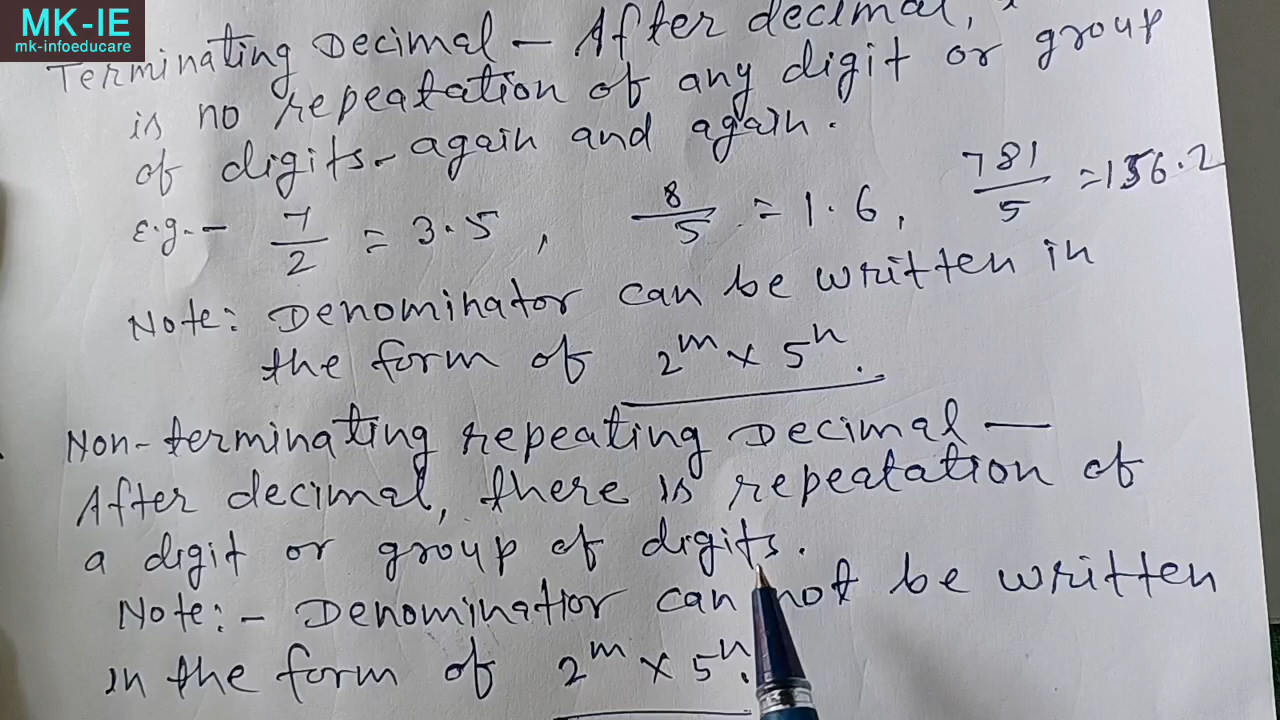 MK-IE
mk-infoeducare
Terminating Decimal - After decimal,
is no repeatation of any digit or group
of digits - again and again.
E.g. - 7/2 = 3.5, 8/5 = 1.6, 781/5 = 156.2
Note: Denominator can be written in
the form of 2^m × 5^n.
Non-terminating repeating Decimal —
After decimal, there is repeatation of
a digit or group of digits.
Note: - Denominatior can not be written
in the form of 2^m × 5^n.